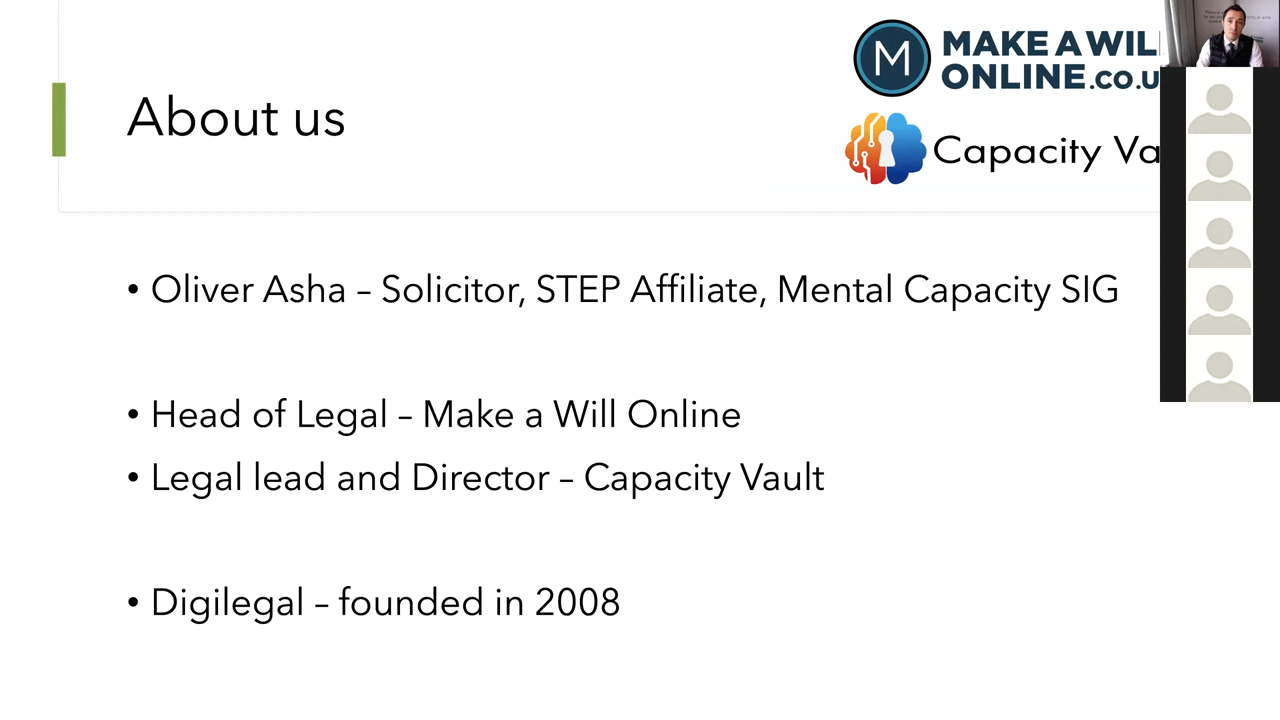 MAKE A WIL
ONLINE.co.u
M
About us
Capacity Va
• Oliver Asha – Solicitor, STEP Affiliate, Mental Capacity SIG
• Head of Legal – Make a Will Online
• Legal lead and Director – Capacity Vault
• Digilegal – founded in 2008